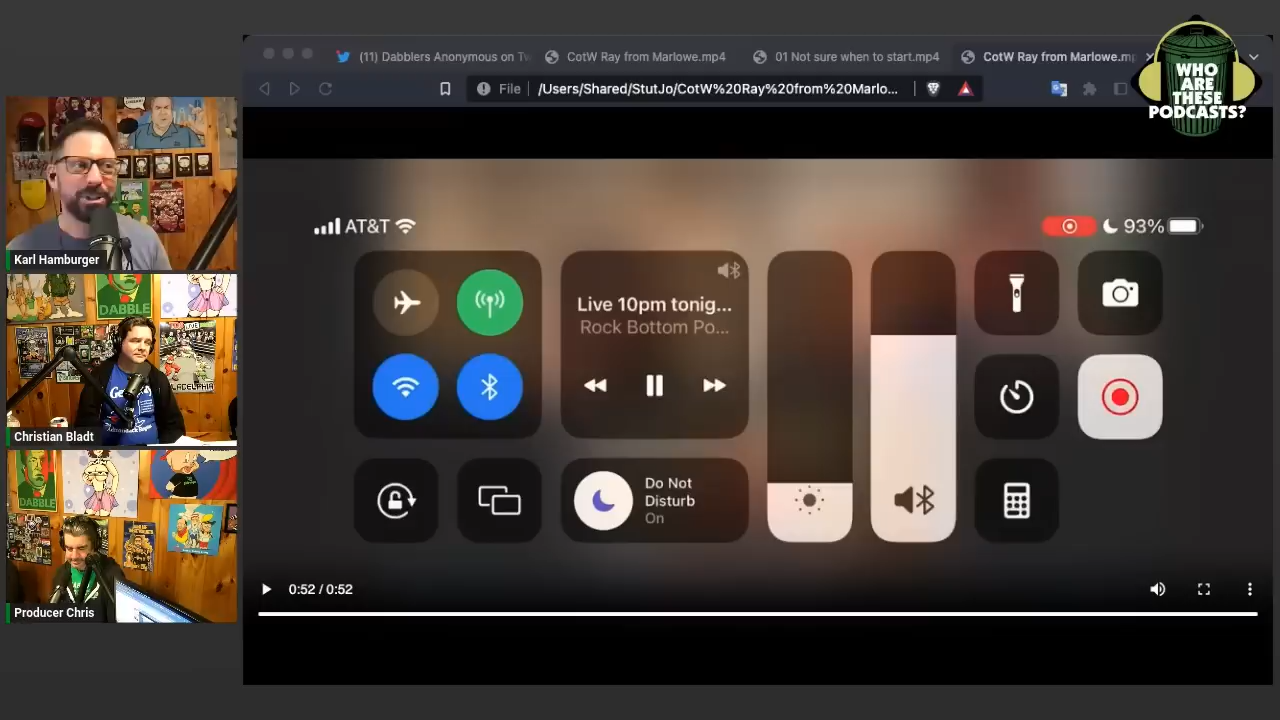 (11) Dabblers Anonymous on Tw
CotW Ray from Marlowe.mp4
01 Not sure when to start.mp4
CotW Ray from Marlowe.m
File
/Users/Shared/StutJo/CotW%20Ray%20from%20Marlo...
WHO
ARE
THESE
PODCASTS?
AT&T
93%
Karl Hamburger
Live 10pm tonig...
Rock Bottom Po...
DABBLE
Christian Bladt
DABBLE
Do Not
Disturb
On
Producer Chris
0:52 / 0:52